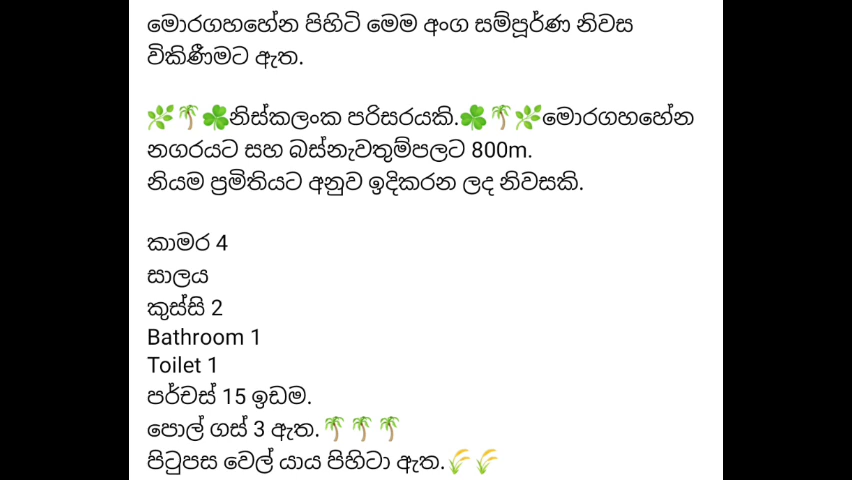 මොරගහහේන පිහිටි මෙම අංග සම්පූර්ණ නිවස
විකිණීමට ඇත.
🌿🌴☘️නිස්කලංක පරිසරයකි.☘️🌴🌿මොරගහහේන
නගරයට සහ බස්නැවතුම්පලට 800m.
නියම ප්‍රමිතියට අනුව ඉදිකරන ලද නිවසකි.
කාමර 4
සාලය
කුස්සි 2
Bathroom 1
Toilet 1
පර්චස් 15 ඉඩම.
පොල් ගස් 3 ඇත.🌴🌴🌴
පිටුපස වෙල් යාය පිහිටා ඇත.🌾🌾